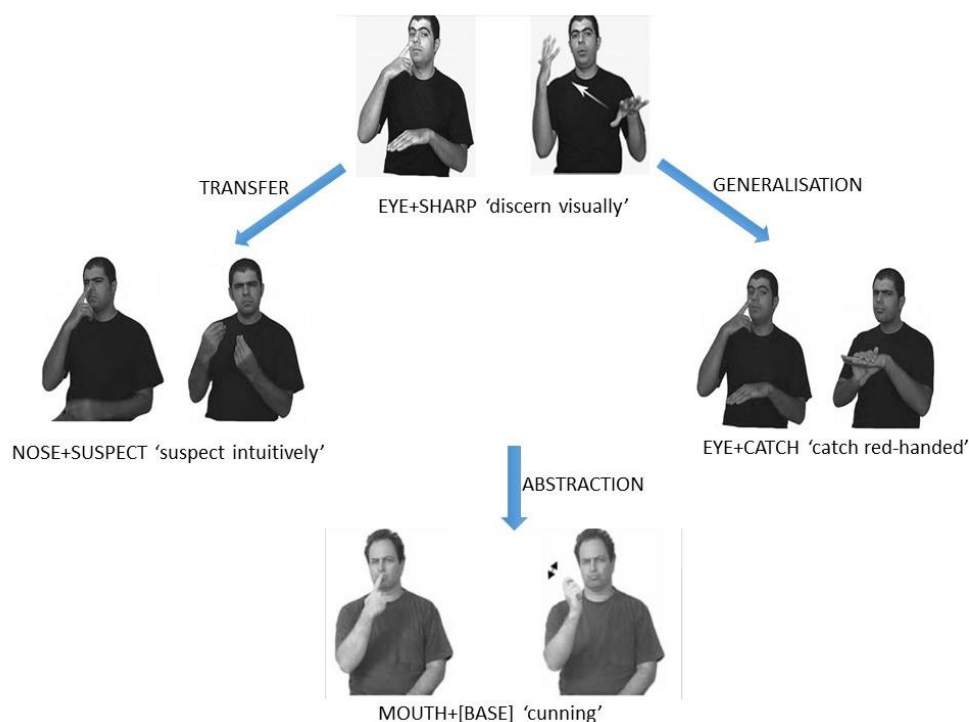 EYE+SHARP ‘discern visually’
TRANSFER
GENERALISATION
NOSE+SUSPECT ‘suspect intuitively’
EYE+CATCH ‘catch red-handed’
ABSTRACTION
MOUTH+[BASE] ‘cunning’